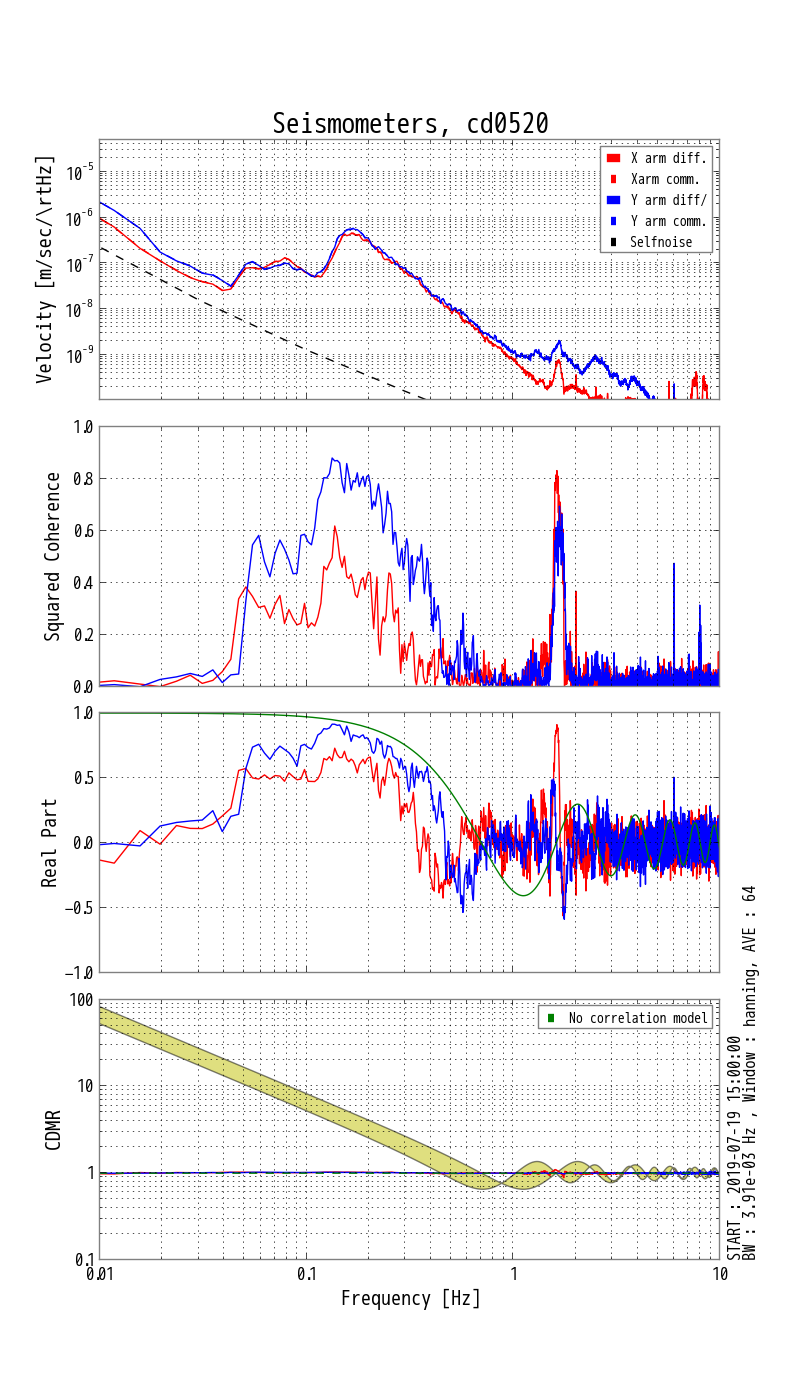 Seismometers, cd0520
Velocity [m/sec/\rtHz]
10^-5
10^-6
10^-7
10^-8
10^-9
X arm diff.
Xarm comm.
Y arm diff/
Y arm comm.
Selfnoise
Squared Coherence
1.0
0.8
0.6
0.4
0.2
0.0
Real Part
1.0
0.5
0.0
−0.5
−1.0
CDMR
100
10
1
0.1
No correlation model
0.01
0.1
1
10
Frequency [Hz]
START : 2019-07-19 15:00:00
BW : 3.91e-03 Hz , Window : hanning, AVE : 64